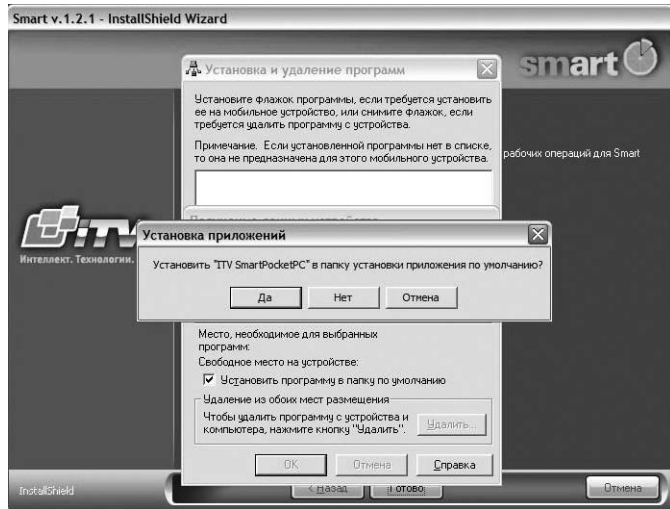 Smart v.1.2.1 - InstallShield Wizard
smart
Установка и удаление программ
Установите флажок программы, если требуется установить
ее на мобильное устройство, или снимите флажок, если
требуется удалить программу с устройства.
Примечание. Если установленной программы нет в списке,
то она не предназначена для этого мобильного устройства.
рабочих операций для Smart
iTV
Интеллект. Технологии.
Установка приложений
Установить "ITV SmartPocketPC" в папку установки приложения по умолчанию?
Да
Нет
Отмена
Место, необходимое для выбранных
программ:
Свободное место на устройстве:
Установить программу в папку по умолчанию
Удаление из обоих мест размещения
Чтобы удалить программу с устройства и
компьютера, нажмите кнопку "Удалить".
Удалить...
OK
Отмена
Справка
InstallShield
< Назад
Готово
Отмена